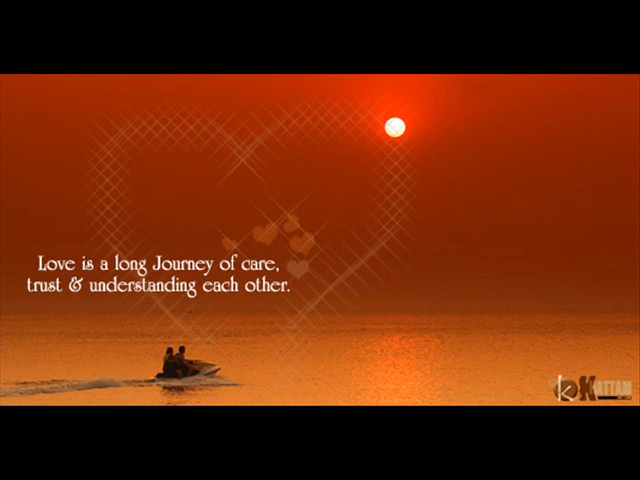 Love is a long Journey of care,
trust & understanding each other.